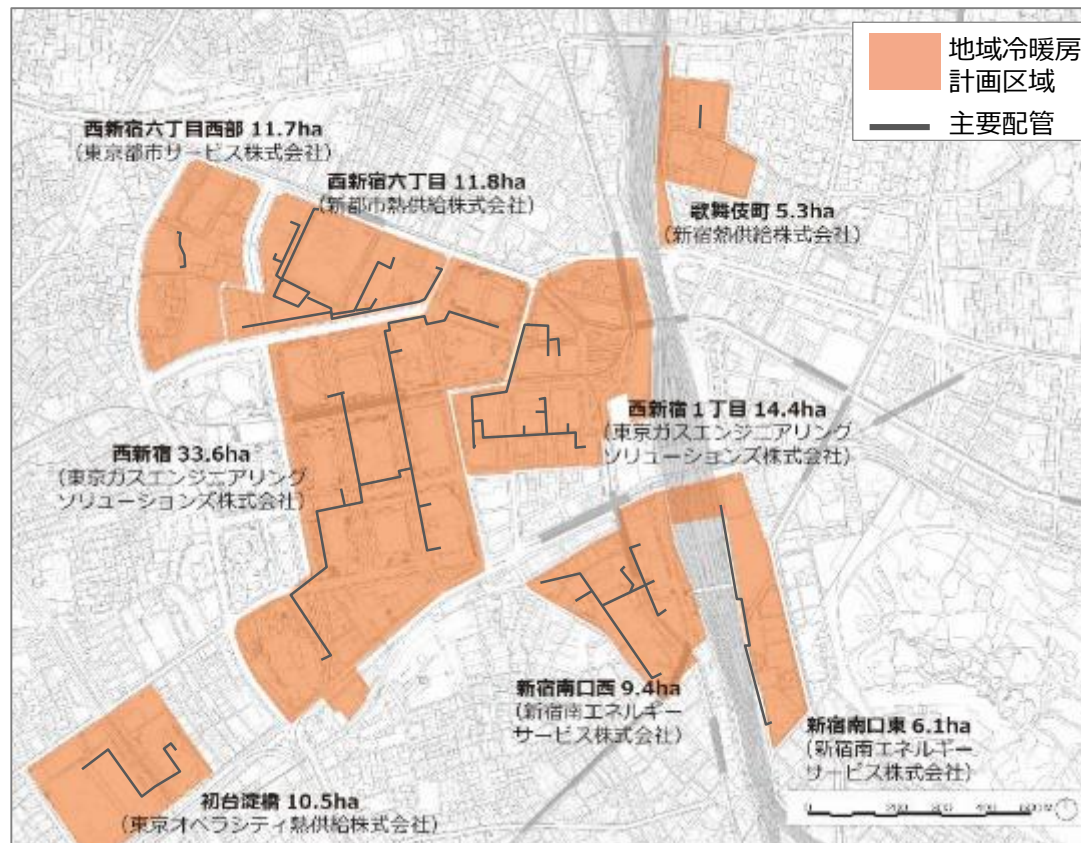 地域冷暖房
計画区域
主要配管
西新宿六丁目西部 11.7ha
(東京都市サービス株式会社)
西新宿六丁目 11.8ha
(新都市熱供給株式会社)
歌舞伎町 5.3ha
(新宿熱供給株式会社)
西新宿1丁目 14.4ha
(東京ガスエンジニアリング
ソリューションズ株式会社)
西新宿 33.6ha
(東京ガスエンジニアリング
ソリューションズ株式会社)
新宿南口西 9.4ha
(新宿南エネルギー
サービス株式会社)
新宿南口東 6.1ha
(新宿南エネルギー
サービス株式会社)
初台淀橋 10.5ha
(東京オペラシティ熱供給株式会社)